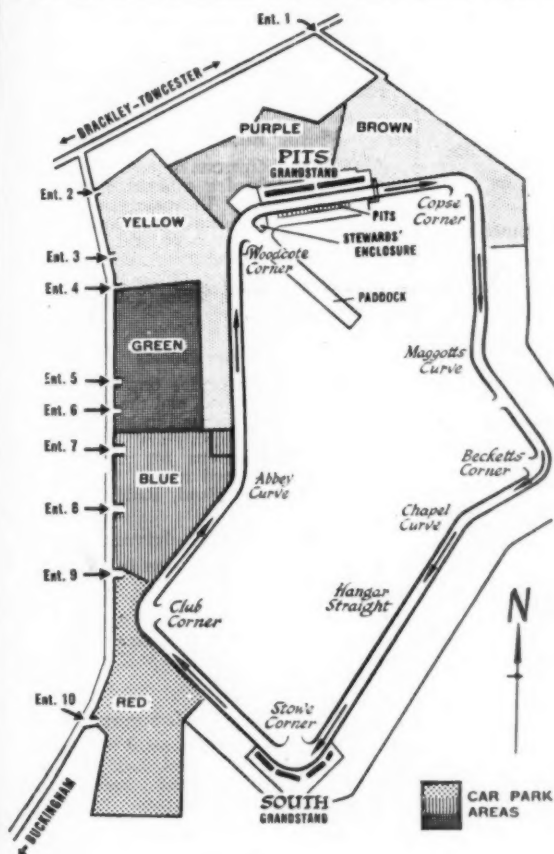 Ent. 1
BRACKLEY-TOWCESTER
PURPLE
BROWN
PITS
GRANDSTAND
Ent. 2
YELLOW
PITS
Copse
Corner
STEWARDS'
ENCLOSURE
Ent. 3
Woodcote
Corner
Ent. 4
PADDOCK
GREEN
Maggotts
Curve
Ent. 5
Ent. 6
Ent. 7
Becketts
Corner
BLUE
Abbey
Curve
Ent. 8
Chapel
Curve
Ent. 9
Hangar
Straight
Club
Corner
N
Ent. 10
RED
Stowe
Corner
SOUTH
GRANDSTAND
BUCKINGHAM
CAR PARK
AREAS